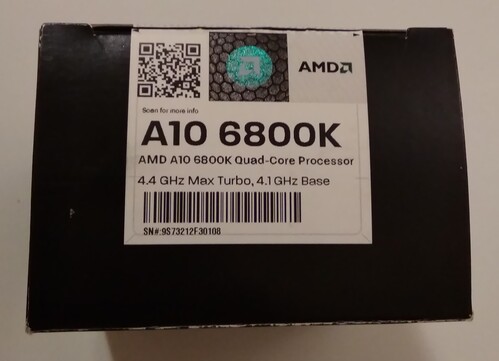 AMD
Scan for more info
A10 6800K
AMD A10 6800K Quad-Core Processor
4.4 GHz Max Turbo, 4.1 GHz Base
SN#:9S73212F30108